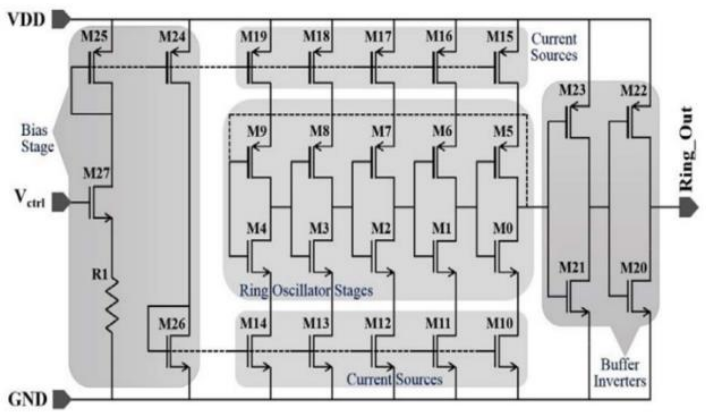 VDD
M25 M24 M19 M18 M17 M16 M15
Current
Sources
M23 M22
Bias
Stage
M9 M8 M7 M6 M5
Ring_Out
M27
V_ctrl
M4 M3 M2 M1 M0
R1
M21 M20
Ring Oscillator Stages
M26 M14 M13 M12 M11 M10
Current Sources
Buffer
Inverters
GND